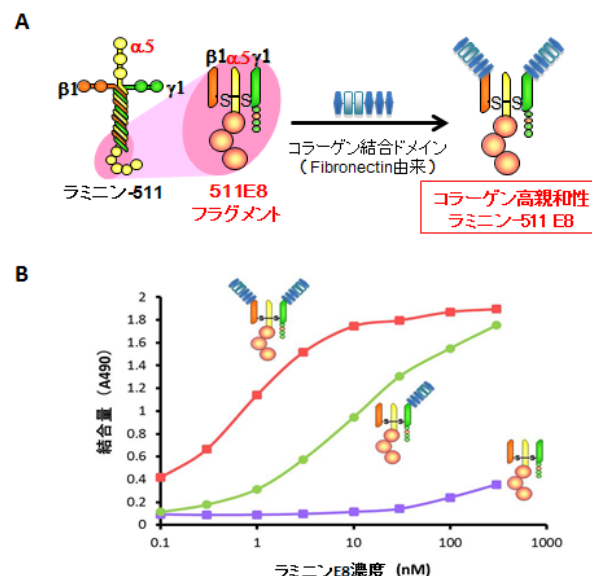 A
α5
β1
γ1
β1α5γ1
S
S
ラミニン-511
511E8
フラグメント
コラーゲン結合ドメイン
(Fibronectin由来)
S
S
コラーゲン高親和性
ラミニン-511 E8
B
結合量 (A490)
2
1.8
1.6
1.4
1.2
1
0.8
0.6
0.4
0.2
0
S
S
S
S
S
S
0.1
1
10
100
1000
ラミニンE8濃度 (nM)